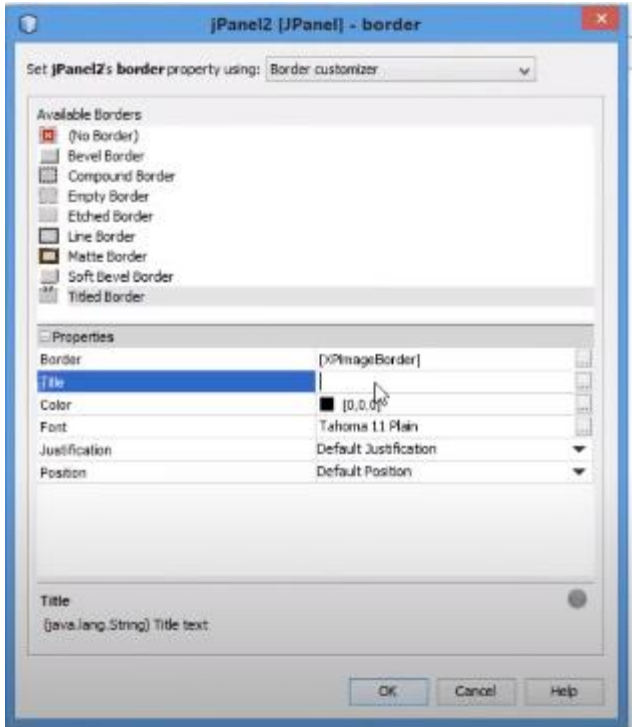 jPanel2 [JPanel] - border
Set jPanel2's border property using: Border customizer
Available Borders
(No Border)
Bevel Border
Compound Border
Empty Border
Etched Border
Line Border
Matte Border
Soft Bevel Border
Titled Border
Properties
Border [XPImageBorder]
Title
Color [0,0,0]
Font Tahoma 11 Plain
Justification Default Justification
Position Default Position
Title
(java.lang.String) Title text
OK Cancel Help